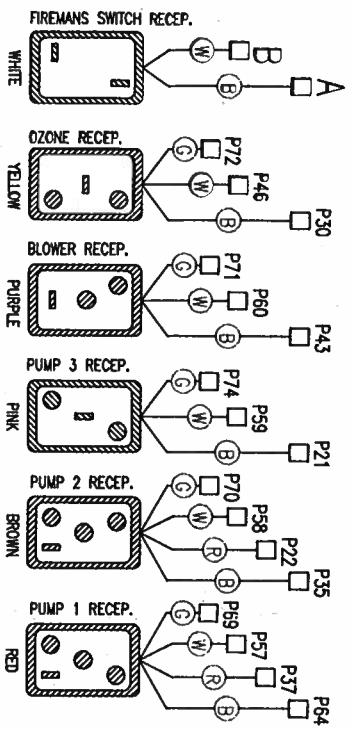 FIREMANS SWITCH RECEP.
WHITE
W
B
B
A
OZONE RECEP.
YELLOW
G
P72
W
P46
B
P30
BLOWER RECEP.
PURPLE
G
P71
W
P60
B
P43
PUMP 3 RECEP.
PINK
G
P74
W
P59
B
P21
PUMP 2 RECEP.
BROWN
G
P70
W
P58
R
P22
B
P35
PUMP 1 RECEP.
RED
G
P69
W
P57
R
P37
B
P64